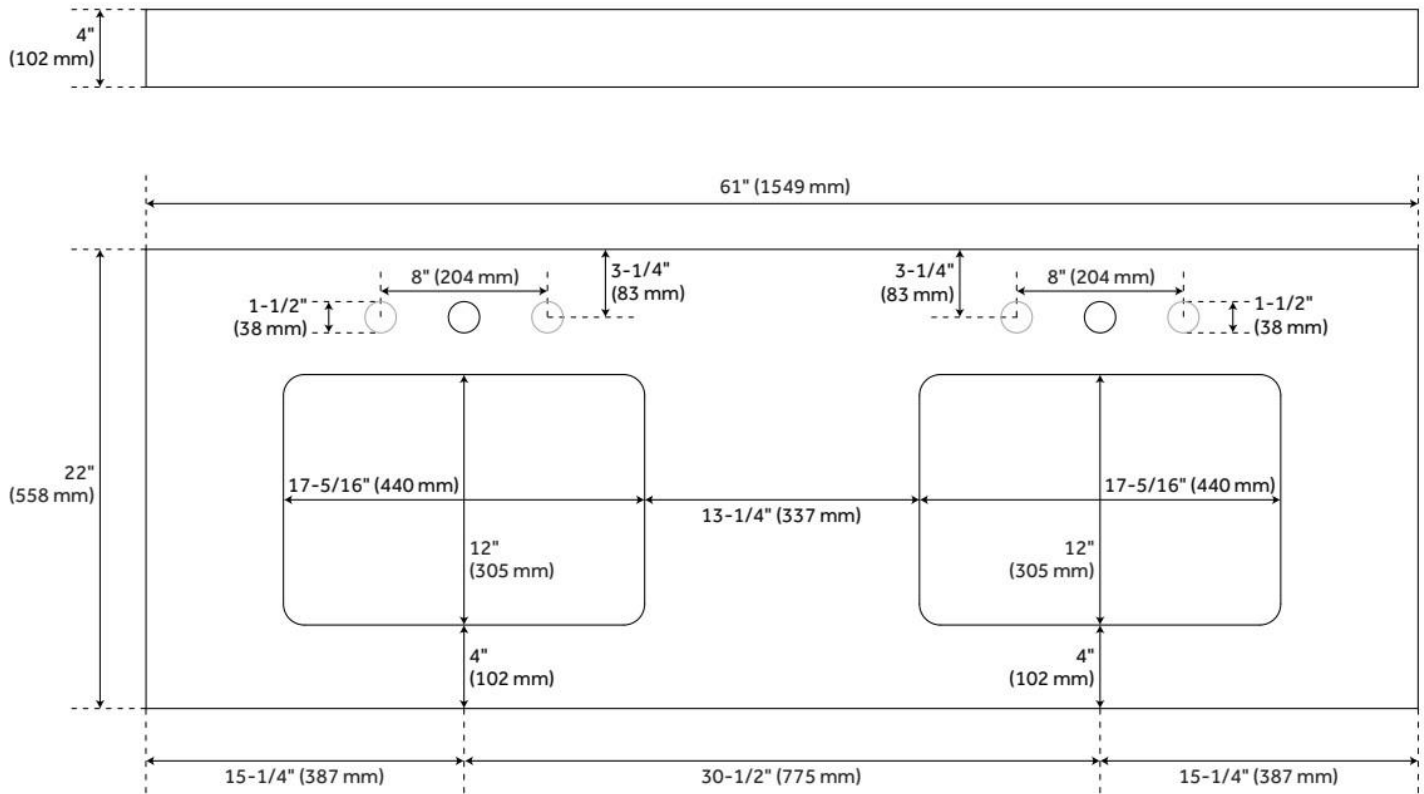 4"
(102 mm)
61" (1549 mm)
8" (204 mm)
3-1/4"
(83 mm)
3-1/4"
(83 mm)
8" (204 mm)
1-1/2"
(38 mm)
1-1/2"
(38 mm)
22"
(558 mm)
17-5/16" (440 mm)
17-5/16" (440 mm)
13-1/4" (337 mm)
12"
(305 mm)
12"
(305 mm)
4"
(102 mm)
4"
(102 mm)
15-1/4" (387 mm)
30-1/2" (775 mm)
15-1/4" (387 mm)